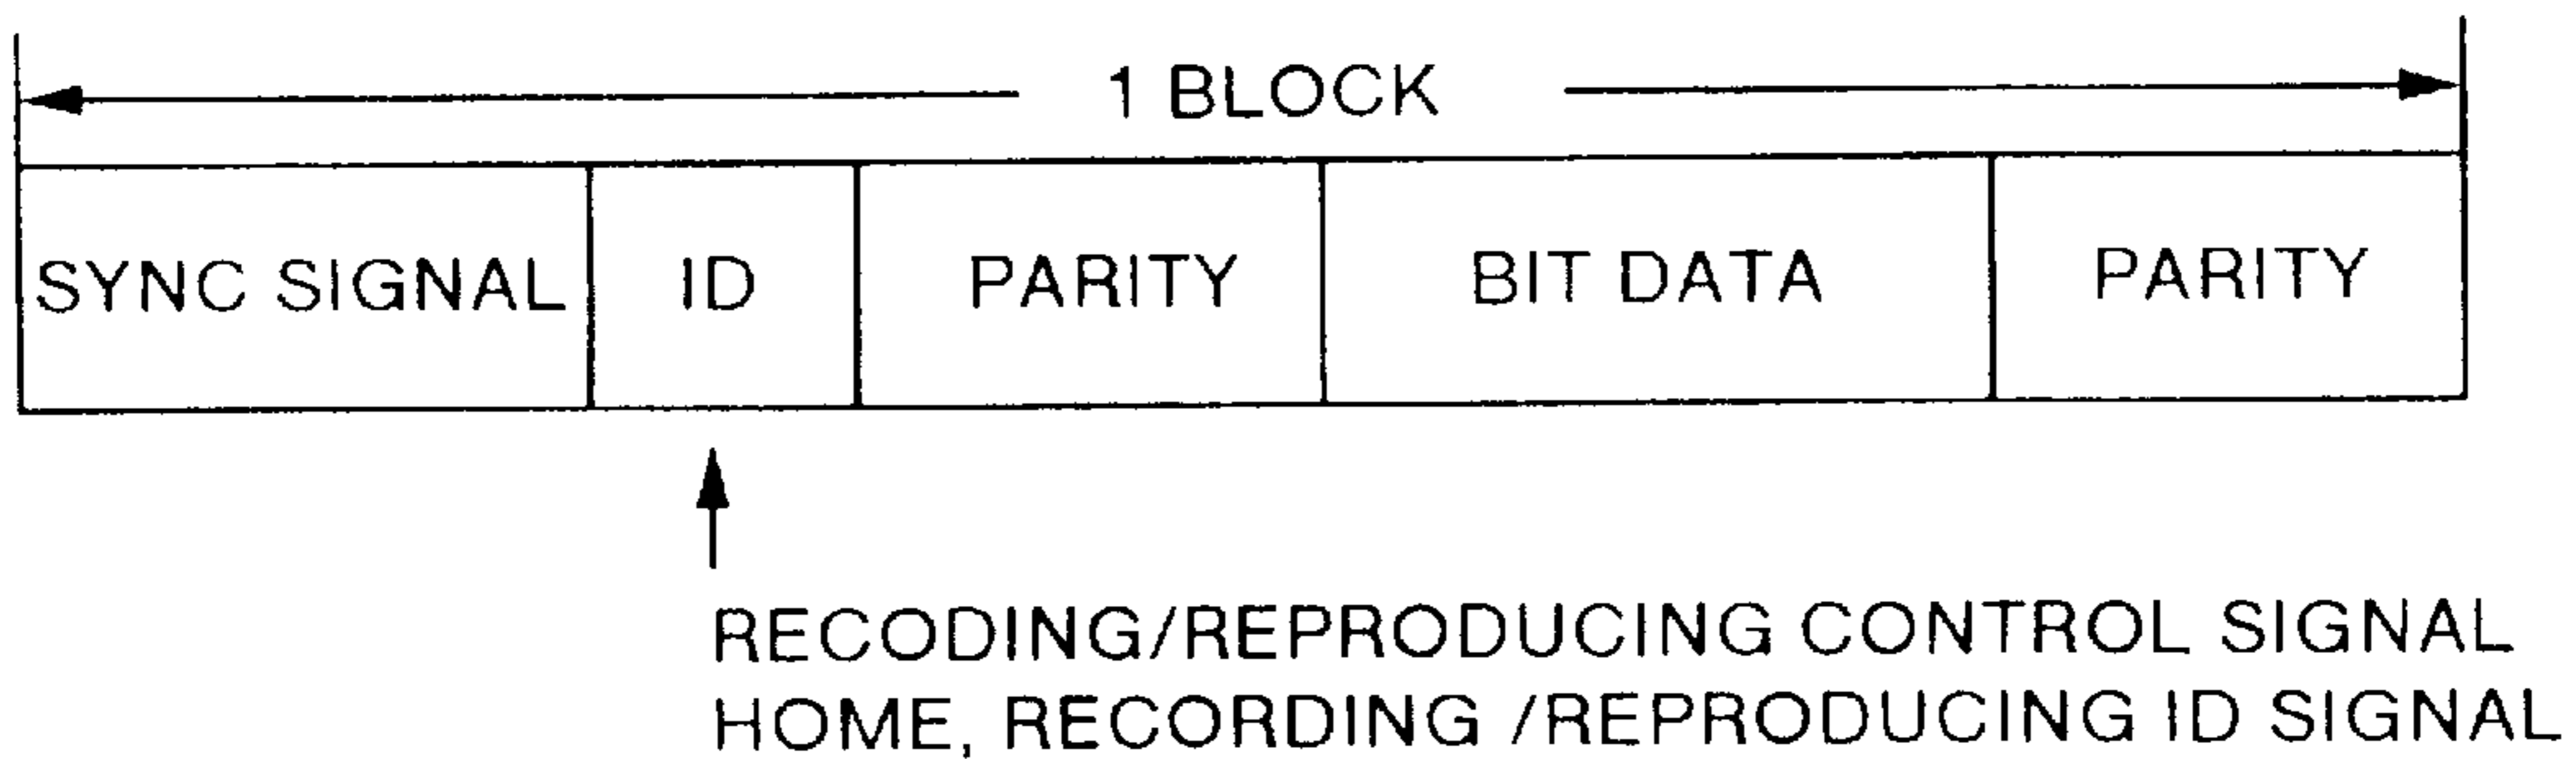 1 BLOCK
SYNC SIGNAL ID PARITY BIT DATA PARITY
RECODING/REPRODUCING CONTROL SIGNAL
HOME, RECORDING /REPRODUCING ID SIGNAL